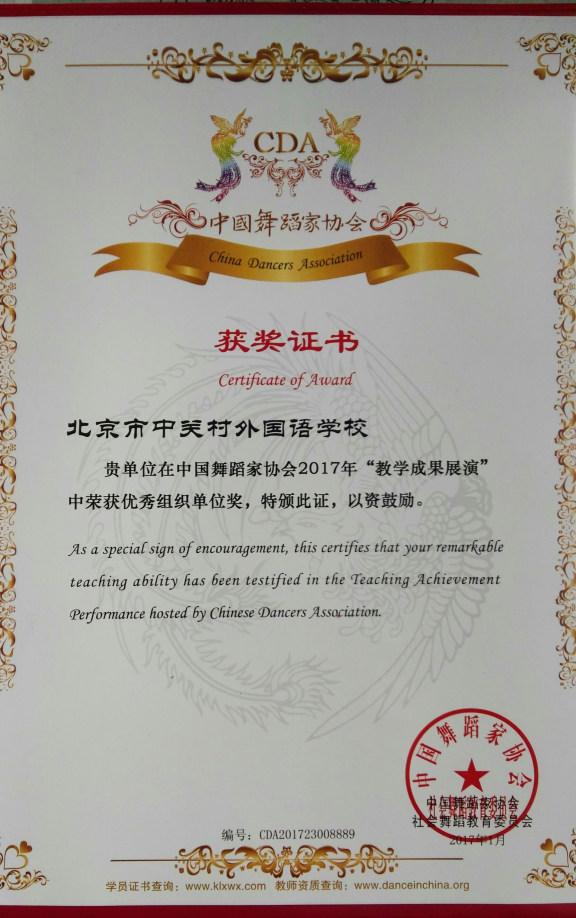 CDA
中国舞蹈家协会
China Dancers Association
获奖证书
Certificate of Award
北京市中关村外国语学校
贵单位在中国舞蹈家协会2017年“教学成果展演”
中荣获优秀组织单位奖，特颁此证，以资鼓励。
As a special sign of encouragement, this certifies that your remarkable
teaching ability has been testified in the Teaching Achievement
Performance hosted by Chinese Dancers Association.
中国舞蹈家协会
中国舞蹈家协会
社会舞蹈教育委员会
2017年1月
编号：CDA201723008889
学员证书查询：www.klxwx.com 教师资质查询：www.danceinchina.org